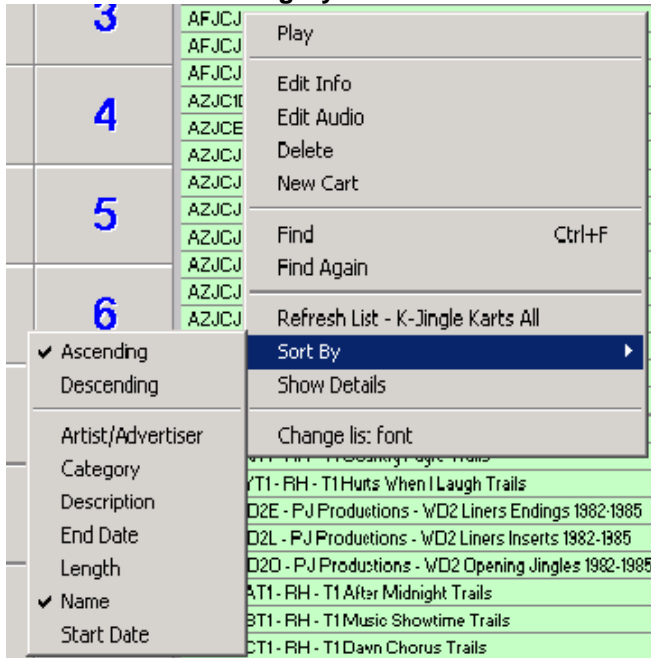 3
4
5
6
AFJCJ
AFJCJ
AFJCJ
AZJC1D
AZJCE
AZJCJ
AZJCJ
AZJCJ
AZJCJ
AZJCJ
AZJCJ
AZJCJ
Play
Edit Info
Edit Audio
Delete
New Cart
Find Ctrl+F
Find Again
Refresh List - K-Jingle Karts All
Sort By
Show Details
Change list font
Ascending
Descending
Artist/Advertiser
Category
Description
End Date
Length
Name
Start Date
YT1 - RH - T1 Hurts When I Laugh Trails
D2E - PJ Productions - WD2 Liners Endings 1982-1985
D2L - PJ Productions - WD2 Liners Inserts 1982-1985
D2O - PJ Productions - WD2 Opening Jingles 1982-1985
AT1 - RH - T1 After Midnight Trails
BT1 - RH - T1 Music Showtime Trails
CT1 - RH - T1 Dawn Chorus Trails